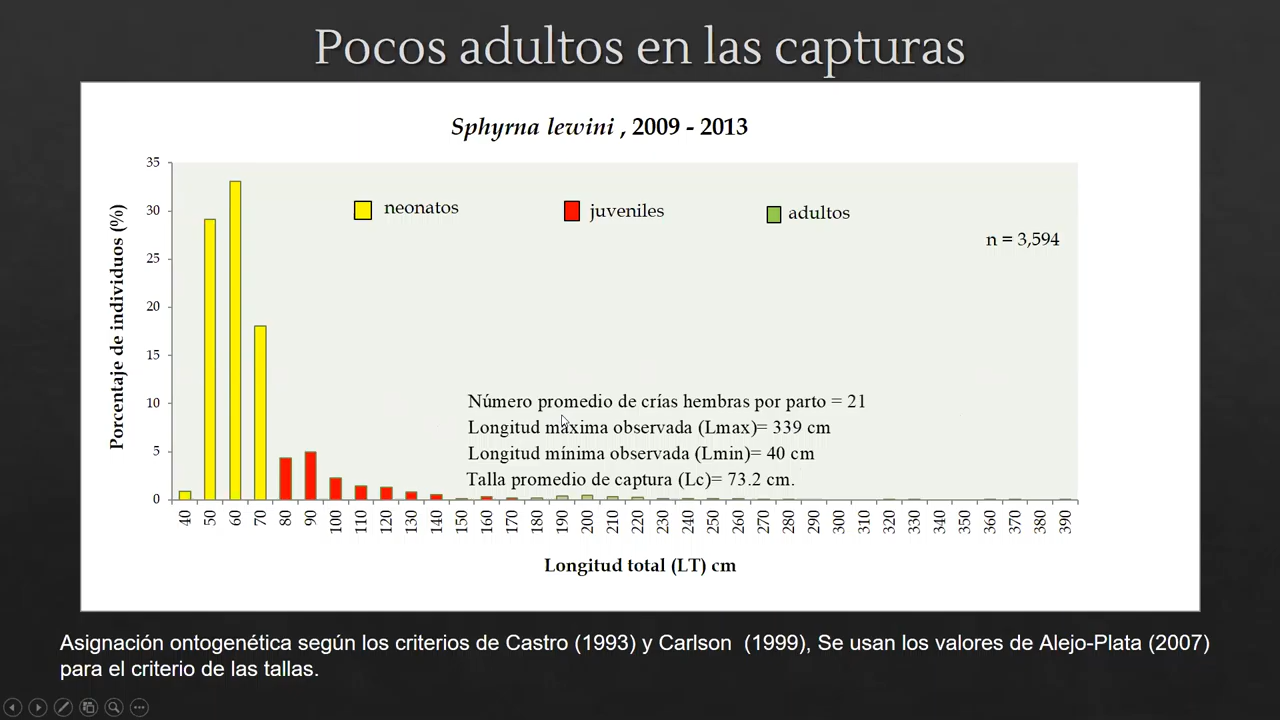 Pocos adultos en las capturas
Sphyrna lewini , 2009 - 2013
35
30
25
20
15
10
5
0
Porcentaje de individuos (%)
neonatos
juveniles
adultos
n = 3,594
Número promedio de crías hembras por parto = 21
Longitud máxima observada (Lmax)= 339 cm
Longitud mínima observada (Lmin)= 40 cm
Talla promedio de captura (Lc)= 73.2 cm.
40 50 60 70 80 90 100 110 120 130 140 150 160 170 180 190 200 210 220 230 240 250 260 270 280 290 300 310 320 330 340 350 360 370 380 390
Longitud total (LT) cm
Asignación ontogenética según los criterios de Castro (1993) y Carlson (1999), Se usan los valores de Alejo-Plata (2007)
para el criterio de las tallas.